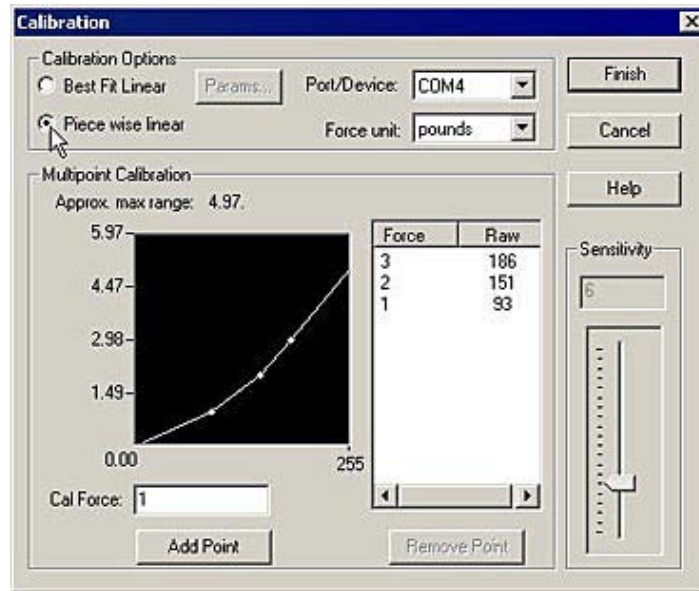 Calibration
Calibration Options
Best Fit Linear
Params...
Port/Device: COM4
Piece wise linear
Force unit: pounds
Finish
Cancel
Help
Multipoint Calibration
Approx. max range: 4.97.
5.97
4.47
2.98
1.49
0.00
255
Force Raw
3 186
2 151
1 93
Cal Force: 1
Add Point
Remove Point
Sensitivity
6